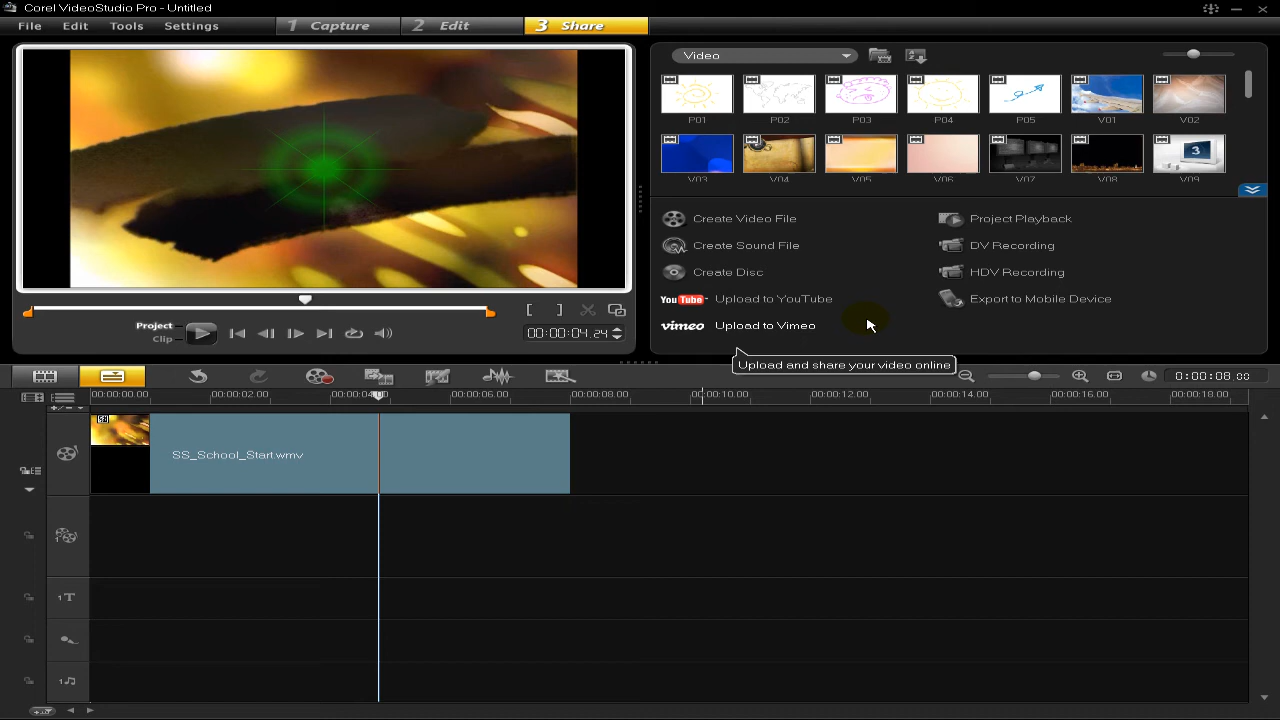 Corel VideoStudio Pro - Untitled
File Edit Tools Settings 1 Capture 2 Edit 3 Share
Video
P01 P02 P03 P04 P05 V01 V02
3
V03 V04 V05 V06 V07 V08 V09
Create Video File Project Playback
Create Sound File DV Recording
Create Disc HDV Recording
YouTube Upload to YouTube Export to Mobile Device
vimeo Upload to Vimeo
Upload and share your video online
Project
Clip
00:00:04.24
0:00:08.00
00:00:00.00 00:00:02.00 00:00:04.00 00:00:06.00 00:00:08.00 00:00:10.00 00:00:12.00 00:00:14.00 00:00:16.00 00:00:18.00
SS_School_Start.wmv
1
1T
1